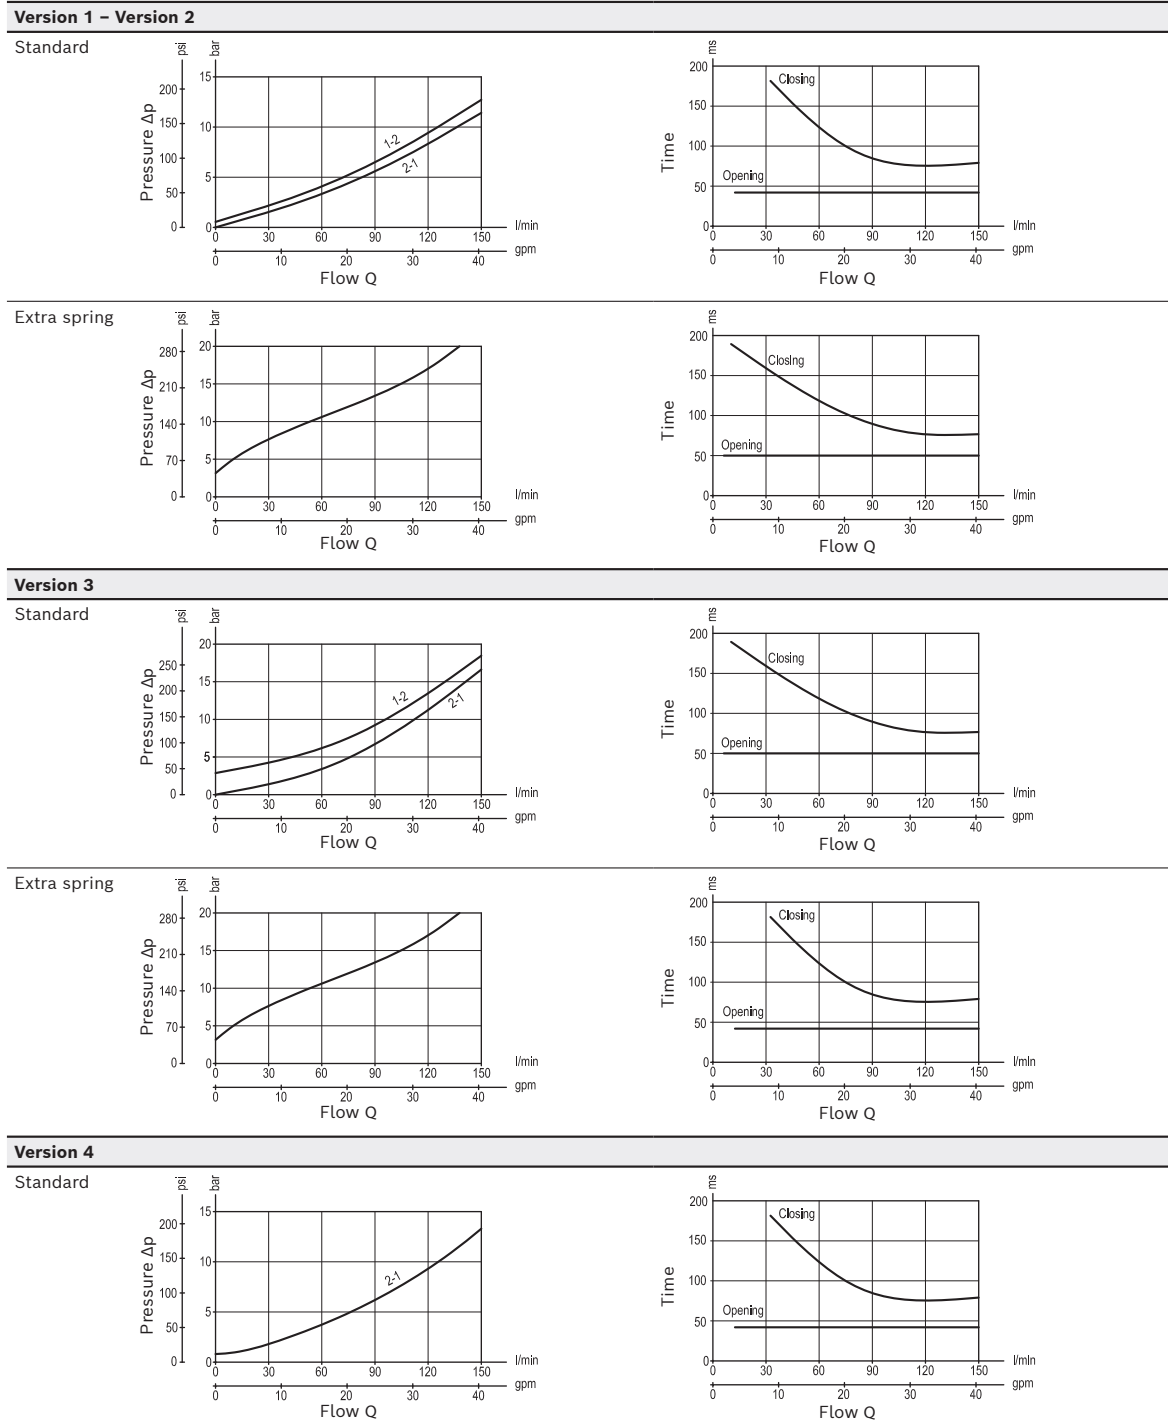 Version 1 – Version 2
Standard
psi
bar
Pressure Δp
200
150
100
50
0
15
10
5
0
1-2
2-1
0 30 60 90 120 150
l/min
0 10 20 30 40
gpm
Flow Q
ms
Time
200
150
100
50
0
Closing
Opening
0 30 60 90 120 150
l/mln
0 10 20 30 40
gpm
Flow Q
Extra spring
psi
bar
Pressure Δp
280
210
140
70
0
20
15
10
5
0
0 30 60 90 120 150
l/min
0 10 20 30 40
gpm
Flow Q
ms
Time
200
150
100
50
0
Closlng
Opening
0 30 60 90 120 150
l/mln
0 10 20 30 40
gpm
Flow Q
Version 3
Standard
psi
bar
Pressure Δp
250
200
150
100
50
0
20
15
10
5
0
1-2
2-1
0 30 60 90 120 150
l/min
0 10 20 30 40
gpm
Flow Q
ms
Time
200
150
100
50
0
Closing
Opening
0 30 60 90 120 150
l/min
0 10 20 30 40
gpm
Flow Q
Extra spring
psi
bar
Pressure Δp
280
210
140
70
0
20
15
10
5
0
0 30 60 90 120 150
l/min
0 10 20 30 40
gpm
Flow Q
ms
Time
200
150
100
50
0
Closing
Opening
0 30 60 90 120 150
l/mln
0 10 20 30 40
gpm
Flow Q
Version 4
Standard
psi
bar
Pressure Δp
200
150
100
50
0
15
10
5
0
2-1
0 30 60 90 120 150
l/min
0 10 20 30 40
gpm
Flow Q
ms
Time
200
150
100
50
0
Closing
Opening
0 30 60 90 120 150
l/mln
0 10 20 30 40
gpm
Flow Q